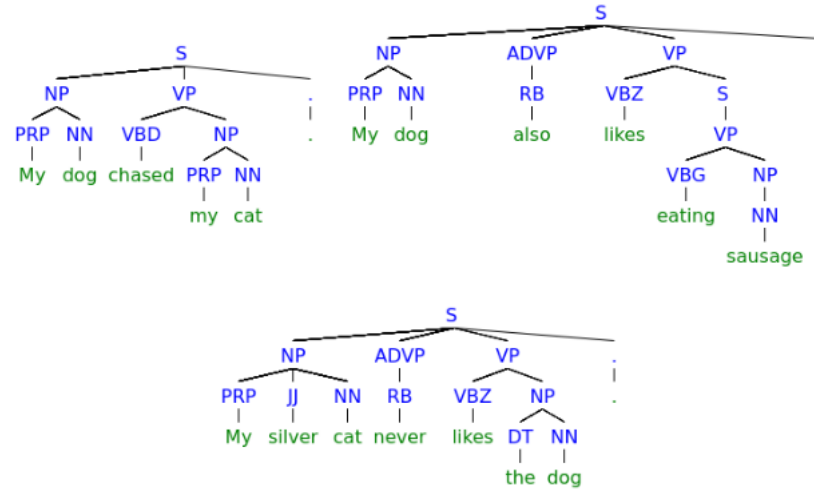 S
NP VP .
PRP NN VBD NP .
My dog chased PRP NN
my cat
S
NP ADVP VP
PRP NN RB VBZ S
My dog also likes VP
VBG NP
eating NN
sausage
S
NP ADVP VP .
PRP JJ NN RB VBZ NP .
My silver cat never likes DT NN
the dog